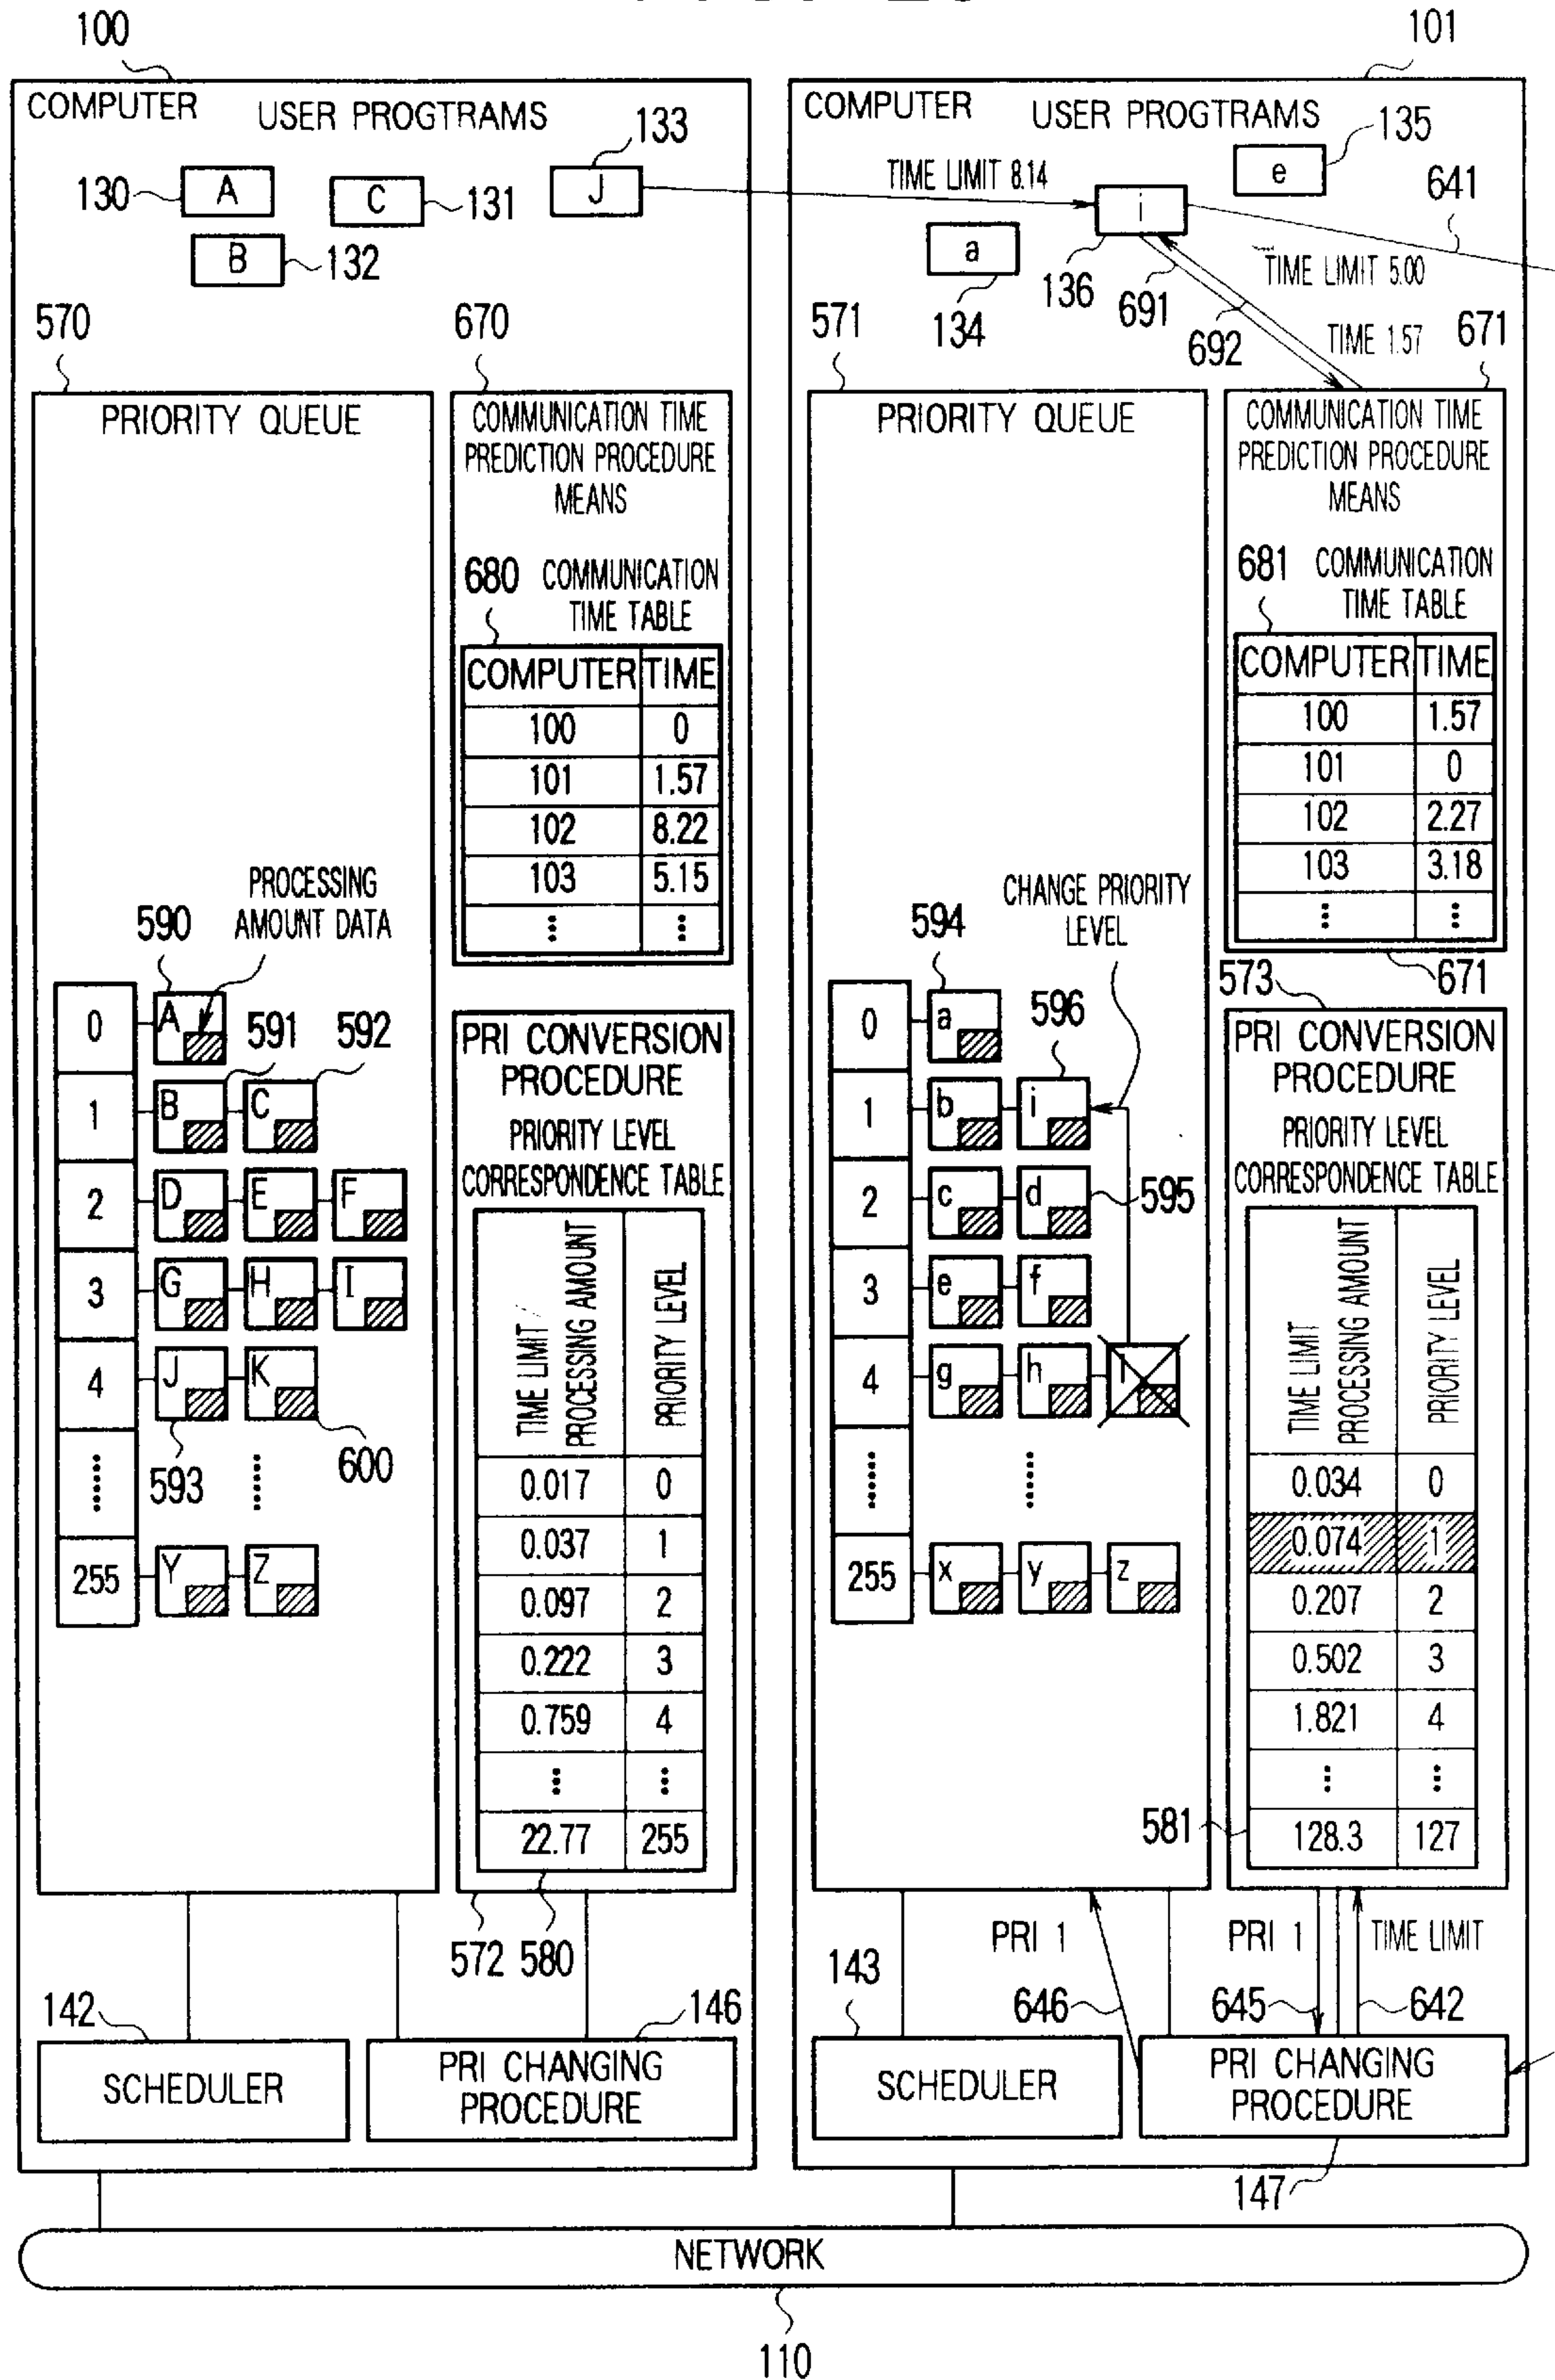 100
101
COMPUTER
USER PROGTRAMS
130
A
C
131
133
J
B
132
COMPUTER
USER PROGTRAMS
TIME LIMIT 8.14
135
e
i
641
a
134
136
691
TIME LIMIT 5.00
692
TIME 1.57
671
570
670
PRIORITY QUEUE
COMMUNICATION TIME
PREDICTION PROCEDURE
MEANS
680 COMMUNICATION
TIME TABLE
COMPUTER TIME
100 0
101 1.57
102 8.22
103 5.15
⋮ ⋮
PROCESSING
AMOUNT DATA
590
591
592
0 A
1 B C
2 D E F
3 G H I
4 J K
593
600
...... ......
255 Y Z
PRI CONVERSION
PROCEDURE
PRIORITY LEVEL
CORRESPONDENCE TABLE
TIME LIMIT
PROCESSING AMOUNT
PRIORITY LEVEL
0.017 0
0.037 1
0.097 2
0.222 3
0.759 4
⋮ ⋮
22.77 255
572 580
142
146
SCHEDULER
PRI CHANGING
PROCEDURE
571
PRIORITY QUEUE
COMMUNICATION TIME
PREDICTION PROCEDURE
MEANS
681 COMMUNICATION
TIME TABLE
COMPUTER TIME
100 1.57
101 0
102 2.27
103 3.18
⋮ ⋮
671
573
CHANGE PRIORITY
LEVEL
594
596
0 a
1 b i
2 c d
595
3 e f
4 g h
...... ......
255 x y z
PRI CONVERSION
PROCEDURE
PRIORITY LEVEL
CORRESPONDENCE TABLE
TIME LIMIT
PROCESSING AMOUNT
PRIORITY LEVEL
0.034 0
0.074 1
0.207 2
0.502 3
1.821 4
⋮ ⋮
128.3 127
581
PRI 1
PRI 1
TIME LIMIT
143
646
645
642
SCHEDULER
PRI CHANGING
PROCEDURE
147
NETWORK
110